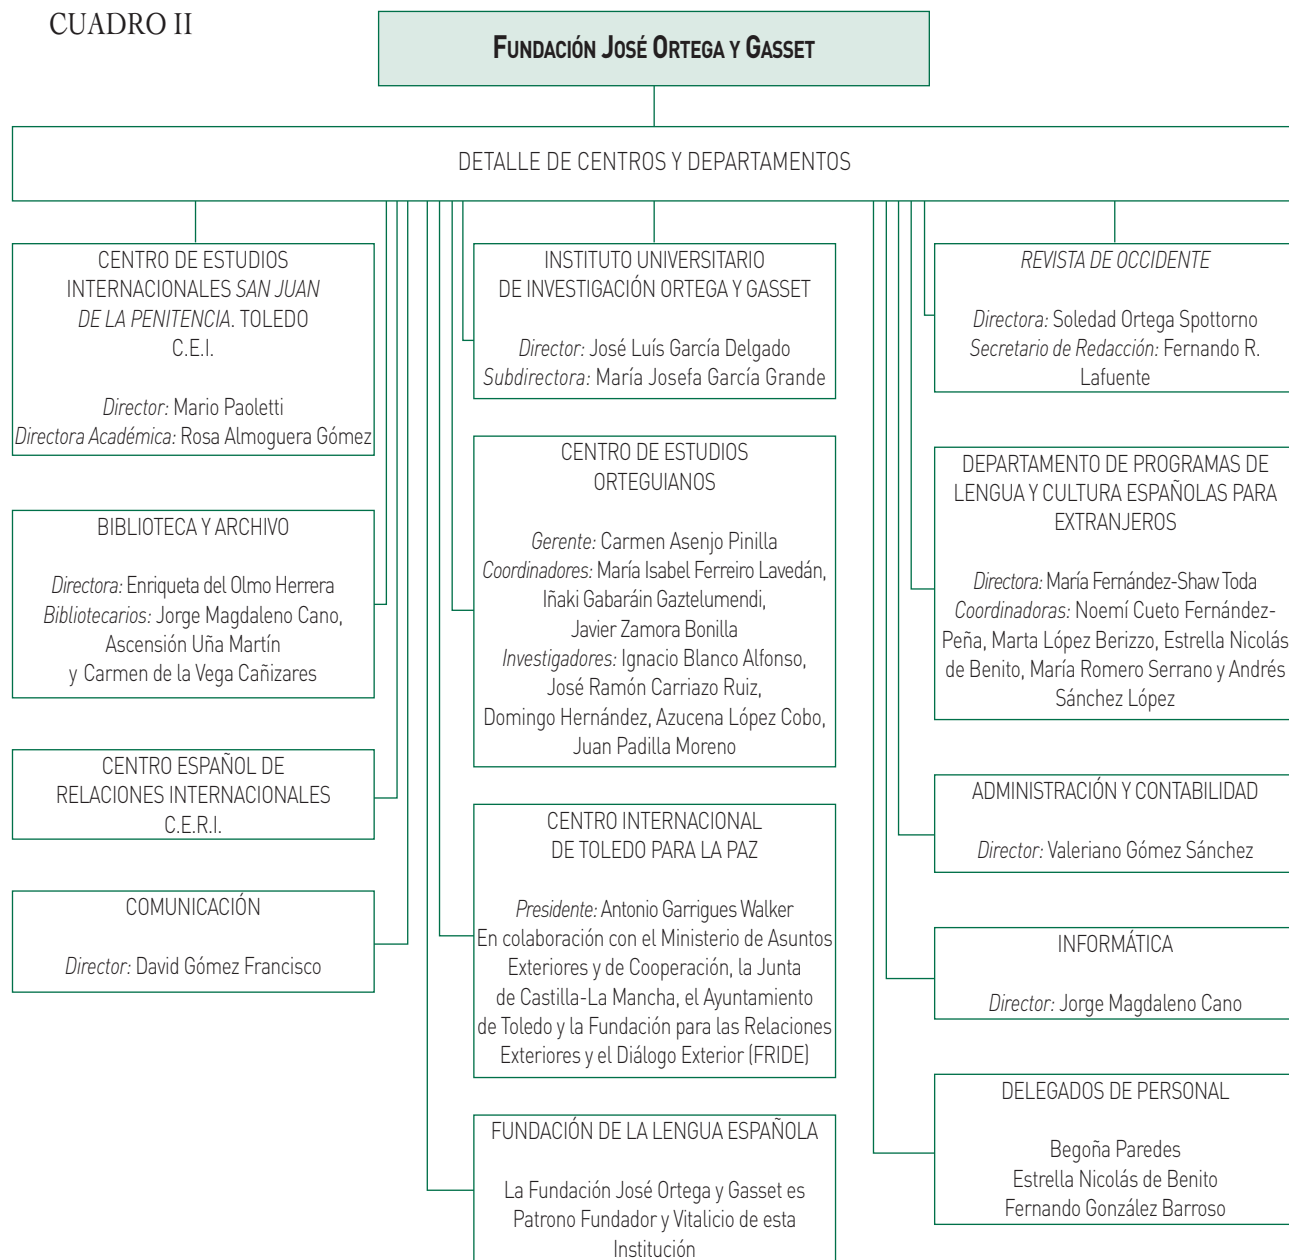 CUADRO II
FUNDACIÓN JOSÉ ORTEGA Y GASSET
DETALLE DE CENTROS Y DEPARTAMENTOS
CENTRO DE ESTUDIOS
INTERNACIONALES SAN JUAN
DE LA PENITENCIA. TOLEDO
C.E.I.
Director: Mario Paoletti
Directora Académica: Rosa Almoguera Gómez
BIBLIOTECA Y ARCHIVO
Directora: Enriqueta del Olmo Herrera
Bibliotecarios: Jorge Magdaleno Cano,
Ascensión Uña Martín
y Carmen de la Vega Cañizares
CENTRO ESPAÑOL DE
RELACIONES INTERNACIONALES
C.E.R.I.
COMUNICACIÓN
Director: David Gómez Francisco
INSTITUTO UNIVERSITARIO
DE INVESTIGACIÓN ORTEGA Y GASSET
Director: José Luís García Delgado
Subdirectora: María Josefa García Grande
CENTRO DE ESTUDIOS
ORTEGUIANOS
Gerente: Carmen Asenjo Pinilla
Coordinadores: María Isabel Ferreiro Lavedán,
Iñaki Gabaráin Gaztelumendi,
Javier Zamora Bonilla
Investigadores: Ignacio Blanco Alfonso,
José Ramón Carriazo Ruiz,
Domingo Hernández, Azucena López Cobo,
Juan Padilla Moreno
CENTRO INTERNACIONAL
DE TOLEDO PARA LA PAZ
Presidente: Antonio Garrigues Walker
En colaboración con el Ministerio de Asuntos
Exteriores y de Cooperación, la Junta
de Castilla-La Mancha, el Ayuntamiento
de Toledo y la Fundación para las Relaciones
Exteriores y el Diálogo Exterior (FRIDE)
FUNDACIÓN DE LA LENGUA ESPAÑOLA
La Fundación José Ortega y Gasset es
Patrono Fundador y Vitalicio de esta
Institución
REVISTA DE OCCIDENTE
Directora: Soledad Ortega Spottorno
Secretario de Redacción: Fernando R.
Lafuente
DEPARTAMENTO DE PROGRAMAS DE
LENGUA Y CULTURA ESPAÑOLAS PARA
EXTRANJEROS
Directora: María Fernández-Shaw Toda
Coordinadoras: Noemí Cueto Fernández-
Peña, Marta López Berizzo, Estrella Nicolás
de Benito, María Romero Serrano y Andrés
Sánchez López
ADMINISTRACIÓN Y CONTABILIDAD
Director: Valeriano Gómez Sánchez
INFORMÁTICA
Director: Jorge Magdaleno Cano
DELEGADOS DE PERSONAL
Begoña Paredes
Estrella Nicolás de Benito
Fernando González Barroso